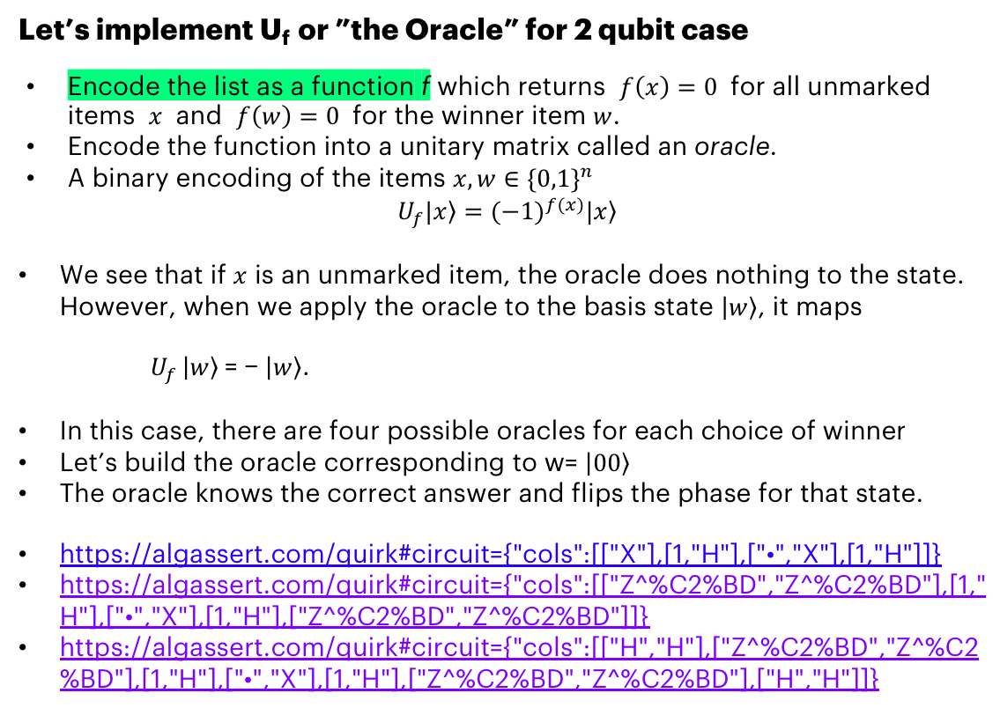 Let's implement U_f or "the Oracle" for 2 qubit case
• Encode the list as a function f which returns f(x) = 0 for all unmarked
items x and f(w) = 0 for the winner item w.
• Encode the function into a unitary matrix called an oracle.
• A binary encoding of the items x, w ∈ {0,1}ⁿ
U_f|x⟩ = (−1)^{f(x)}|x⟩
• We see that if x is an unmarked item, the oracle does nothing to the state.
However, when we apply the oracle to the basis state |w⟩, it maps
U_f |w⟩ = − |w⟩.
• In this case, there are four possible oracles for each choice of winner
• Let's build the oracle corresponding to w= |00⟩
• The oracle knows the correct answer and flips the phase for that state.
• https://algassert.com/quirk#circuit={"cols":[["X"],[1,"H"],["•","X"],[1,"H"]]}
• https://algassert.com/quirk#circuit={"cols":[["Z^%C2%BD","Z^%C2%BD"],[1,"
H"],["•","X"],[1,"H"],["Z^%C2%BD","Z^%C2%BD"]]}
• https://algassert.com/quirk#circuit={"cols":[["H","H"],["Z^%C2%BD","Z^%C2
%BD"],[1,"H"],["•","X"],[1,"H"],["Z^%C2%BD","Z^%C2%BD"],["H","H"]]}